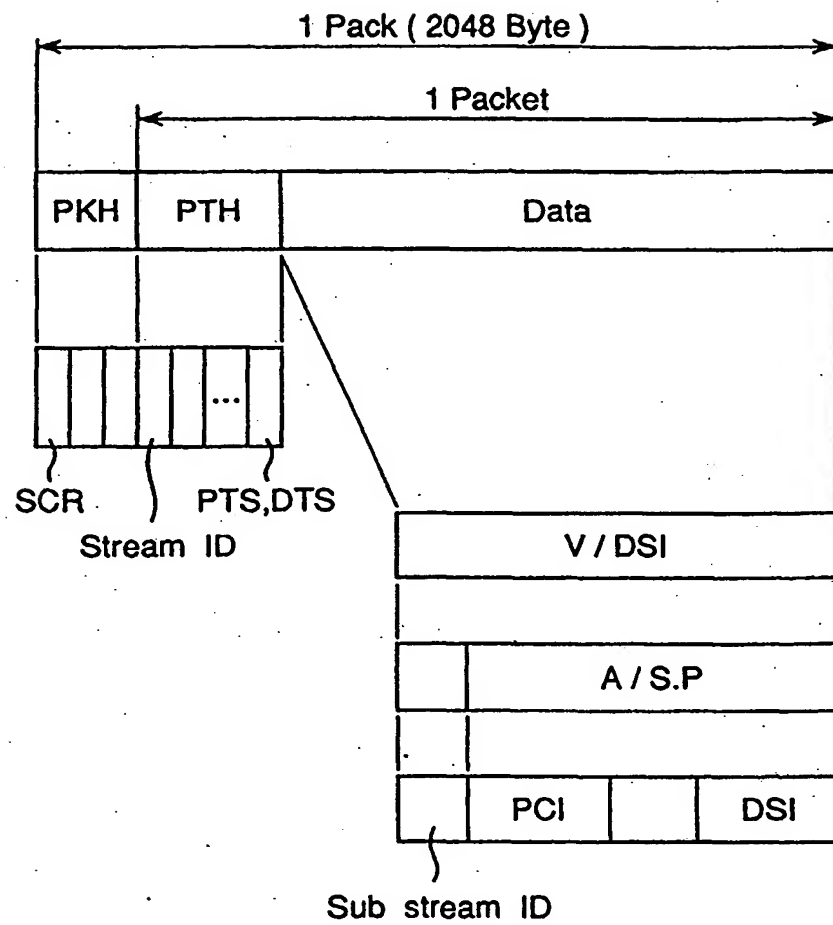 1 Pack ( 2048 Byte )
1 Packet
PKH PTH Data
...
SCR PTS,DTS
Stream ID
V / DSI
A / S.P
PCI DSI
Sub stream ID